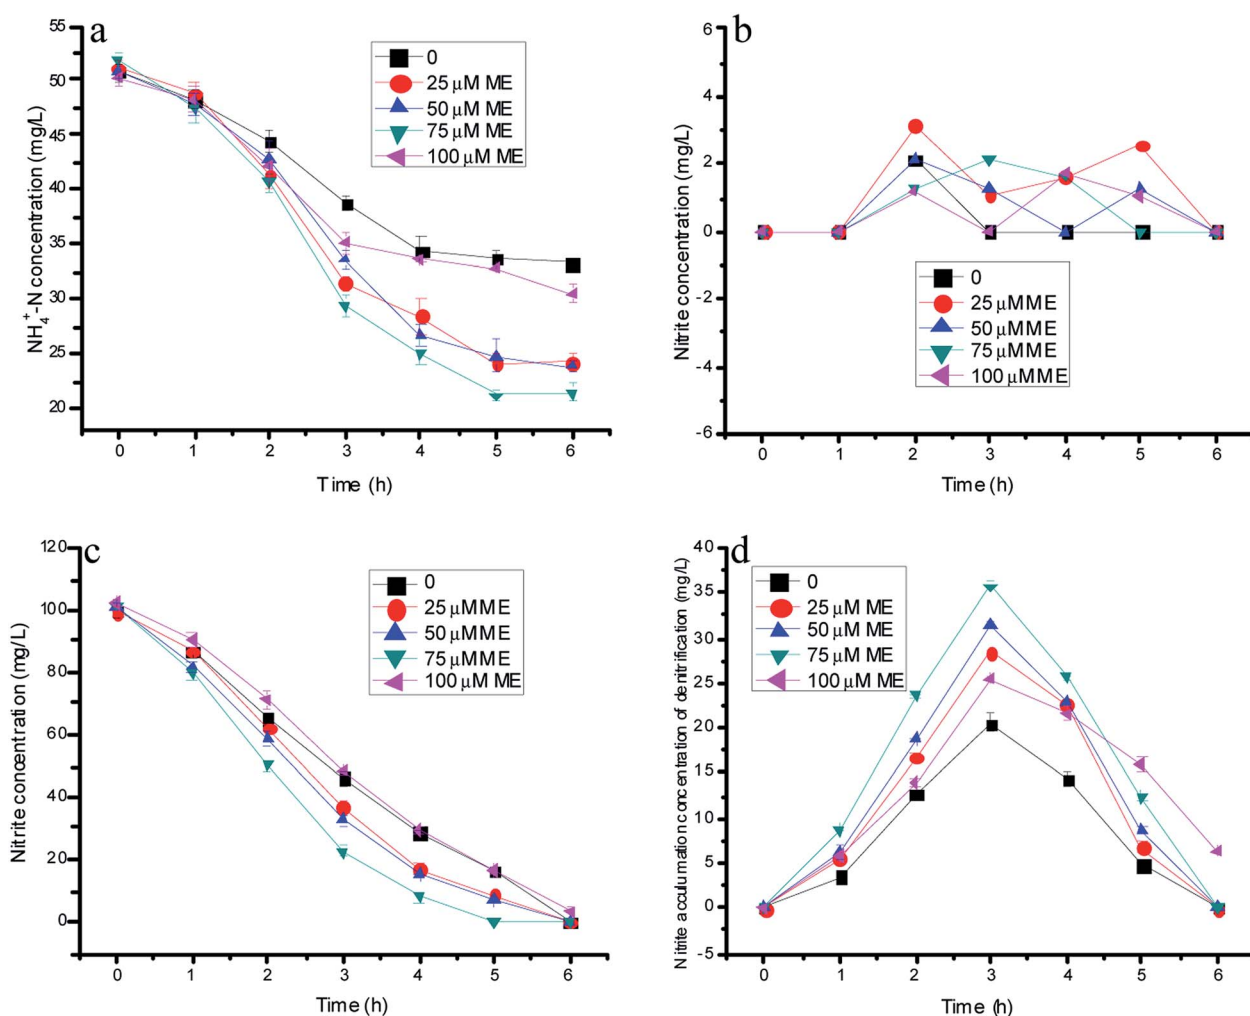 a
55
50
45
40
35
30
25
20
NH4+-N concentration (mg/L)
0
25 μM ME
50 μM ME
75 μM ME
100 μM ME
0 1 2 3 4 5 6
Time (h)
b
6
4
2
0
-2
-4
-6
Nitrite concentration (mg/L)
0
25 μMME
50 μMME
75 μMME
100 μMME
0 1 2 3 4 5 6
Time (h)
c
120
100
80
60
40
20
0
Nitrite concentration (mg/L)
0
25 μMME
50 μMME
75 μMME
100 μM ME
0 1 2 3 4 5 6
Time (h)
d
40
35
30
25
20
15
10
5
0
-5
Nitrite acculumation concentration of denitrification (mg/L)
0
25 μM ME
50 μM ME
75 μM ME
100 μM ME
0 1 2 3 4 5 6
Time (h)